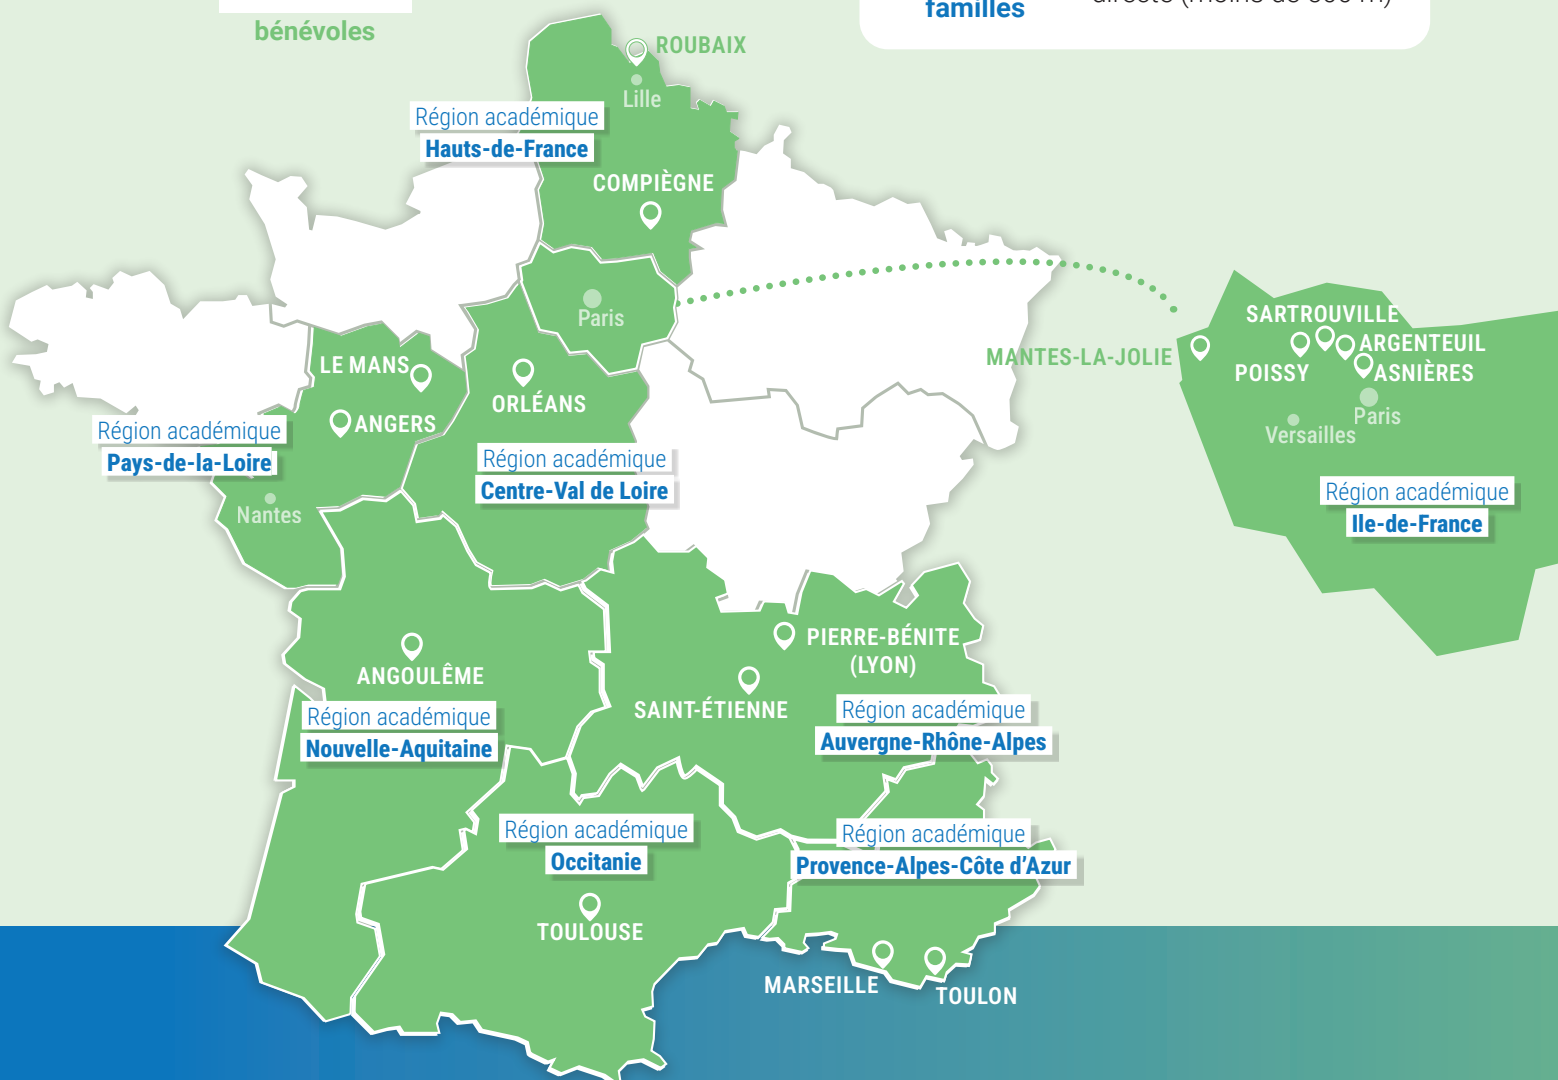 bénévoles
familles
ROUBAIX
Lille
Région académique
Hauts-de-France
COMPIÈGNE
Paris
LE MANS
ANGERS
ORLÉANS
Région académique
Pays-de-la-Loire
Nantes
Région académique
Centre-Val de Loire
MANTES-LA-JOLIE
SARTROUVILLE
ARGENTEUIL
POISSY
ASNIÈRES
Paris
Versailles
Région académique
Ile-de-France
ANGOULÊME
Région académique
Nouvelle-Aquitaine
PIERRE-BÉNITE
(LYON)
SAINT-ÉTIENNE
Région académique
Auvergne-Rhône-Alpes
Région académique
Occitanie
TOULOUSE
Région académique
Provence-Alpes-Côte d'Azur
MARSEILLE
TOULON